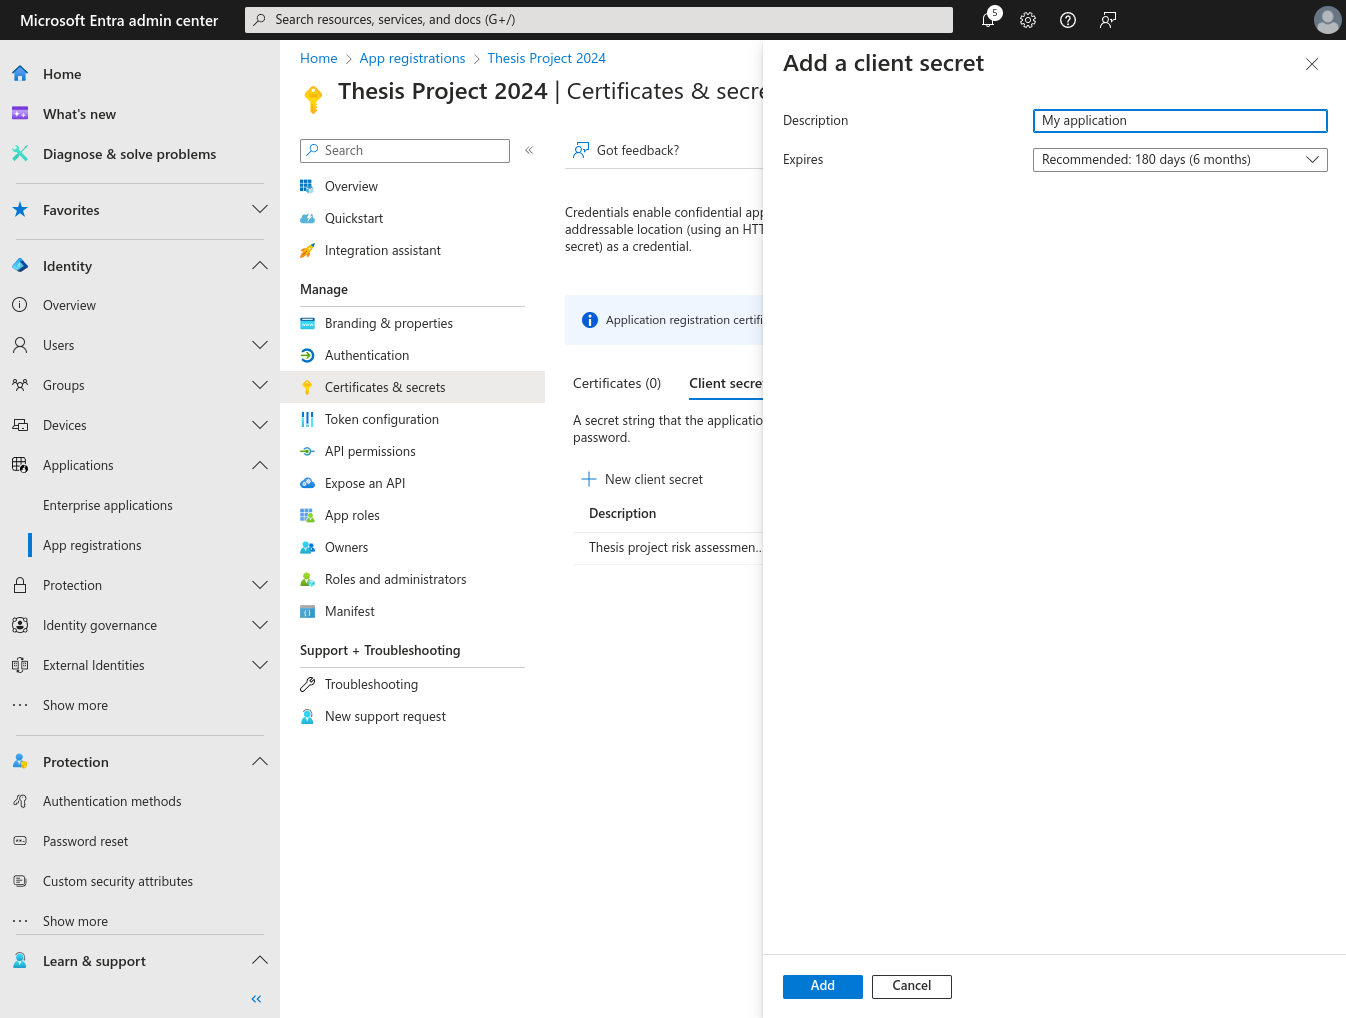 Microsoft Entra admin center
Search resources, services, and docs (G+/)
5
Home
What's new
Diagnose & solve problems
Favorites
Identity
Overview
Users
Groups
Devices
Applications
Enterprise applications
App registrations
Protection
Identity governance
External Identities
Show more
Protection
Authentication methods
Password reset
Custom security attributes
Show more
Learn & support
Home > App registrations > Thesis Project 2024
Thesis Project 2024 | Certificates & secre
Search
Overview
Quickstart
Integration assistant
Manage
Branding & properties
Authentication
Certificates & secrets
Token configuration
API permissions
Expose an API
App roles
Owners
Roles and administrators
Manifest
Support + Troubleshooting
Troubleshooting
New support request
Got feedback?
Credentials enable confidential app
addressable location (using an HTT
secret) as a credential.
Application registration certifi
Certificates (0) Client secre
A secret string that the applicatio
password.
New client secret
Description
Thesis project risk assessmen...
Add a client secret
Description
My application
Expires
Recommended: 180 days (6 months)
Add
Cancel